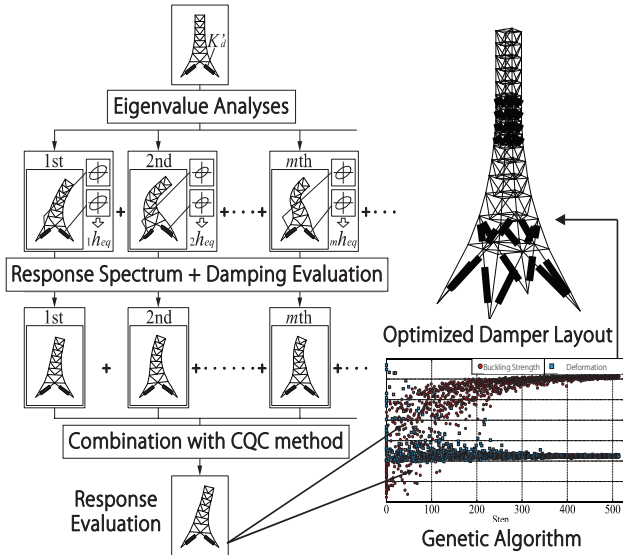 K'd
Eigenvalue Analyses
1st
2nd
mth
1heq
+
2heq
+ · · · · +
mheq
+ · · ·
Response Spectrum + Damping Evaluation
1st
2nd
mth
+
+ · · · · · +
+ · · ·
Combination with CQC method
Response
Evaluation
Optimized Damper Layout
Buckling Strength
Deformation
0
100
200
300
400
500
Step
Genetic Algorithm